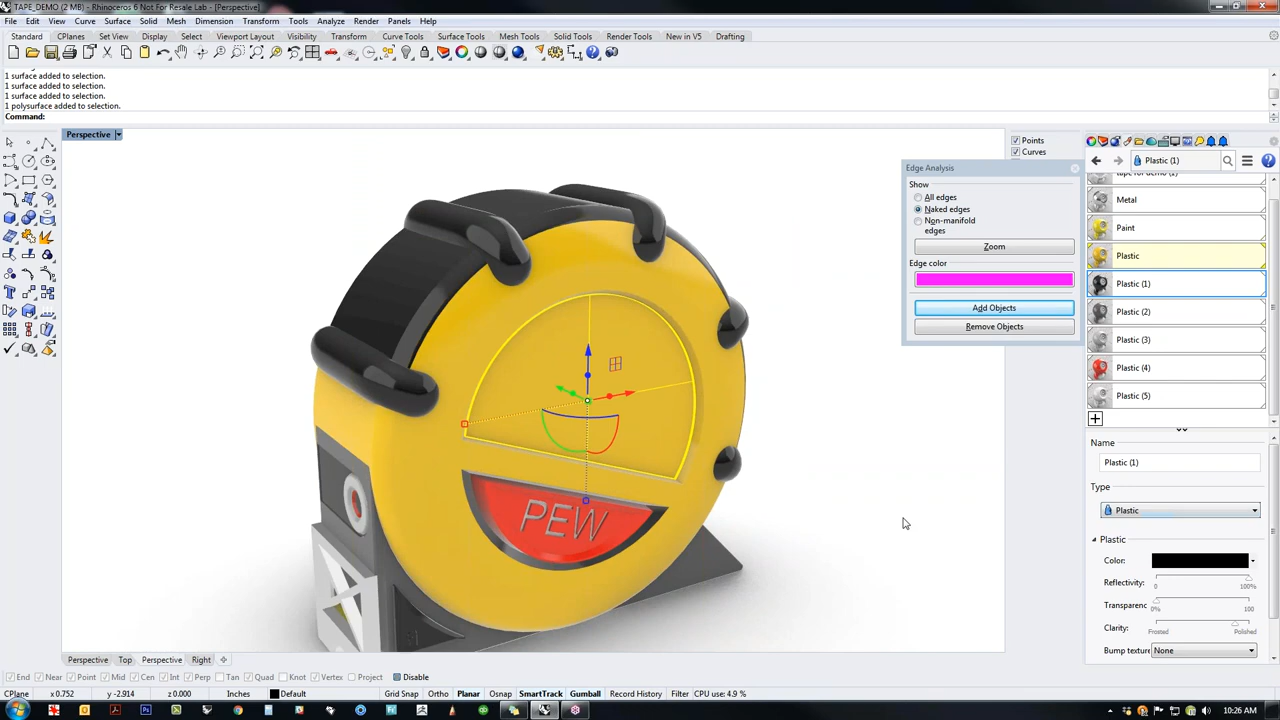 TAPE_DEMO (2 MB) - Rhinoceros 6 Not For Resale Lab - [Perspective]
File Edit View Curve Surface Solid Mesh Dimension Transform Tools Analyze Render Panels Help
Standard CPlanes Set View Display Select Viewport Layout Visibility Transform Curve Tools Surface Tools Mesh Tools Solid Tools Render Tools New in V5 Drafting
1 surface added to selection.
1 surface added to selection.
1 surface added to selection.
1 polysurface added to selection.
Command:
Perspective
Points
Curves
Edge Analysis
Show
All edges
Naked edges
Non-manifold
edges
Zoom
Edge color
Add Objects
Remove Objects
Plastic (1)
Metal
Paint
Plastic
Plastic (1)
Plastic (2)
Plastic (3)
Plastic (4)
Plastic (5)
Name
Plastic (1)
Type
Plastic
Plastic
Color:
Reflectivity:
0 100%
Transparenc
0% 100
Clarity:
Frosted Polished
Bump texture: None
PEW
Perspective Top Perspective Right
End Near Point Mid Cen Int Perp Tan Quad Knot Vertex Project Disable
CPlane x 0.752 y -2.914 z 0.000 Inches Default Grid Snap Ortho Planar Osnap SmartTrack Gumball Record History Filter CPU use: 4.9 %
10:26 AM